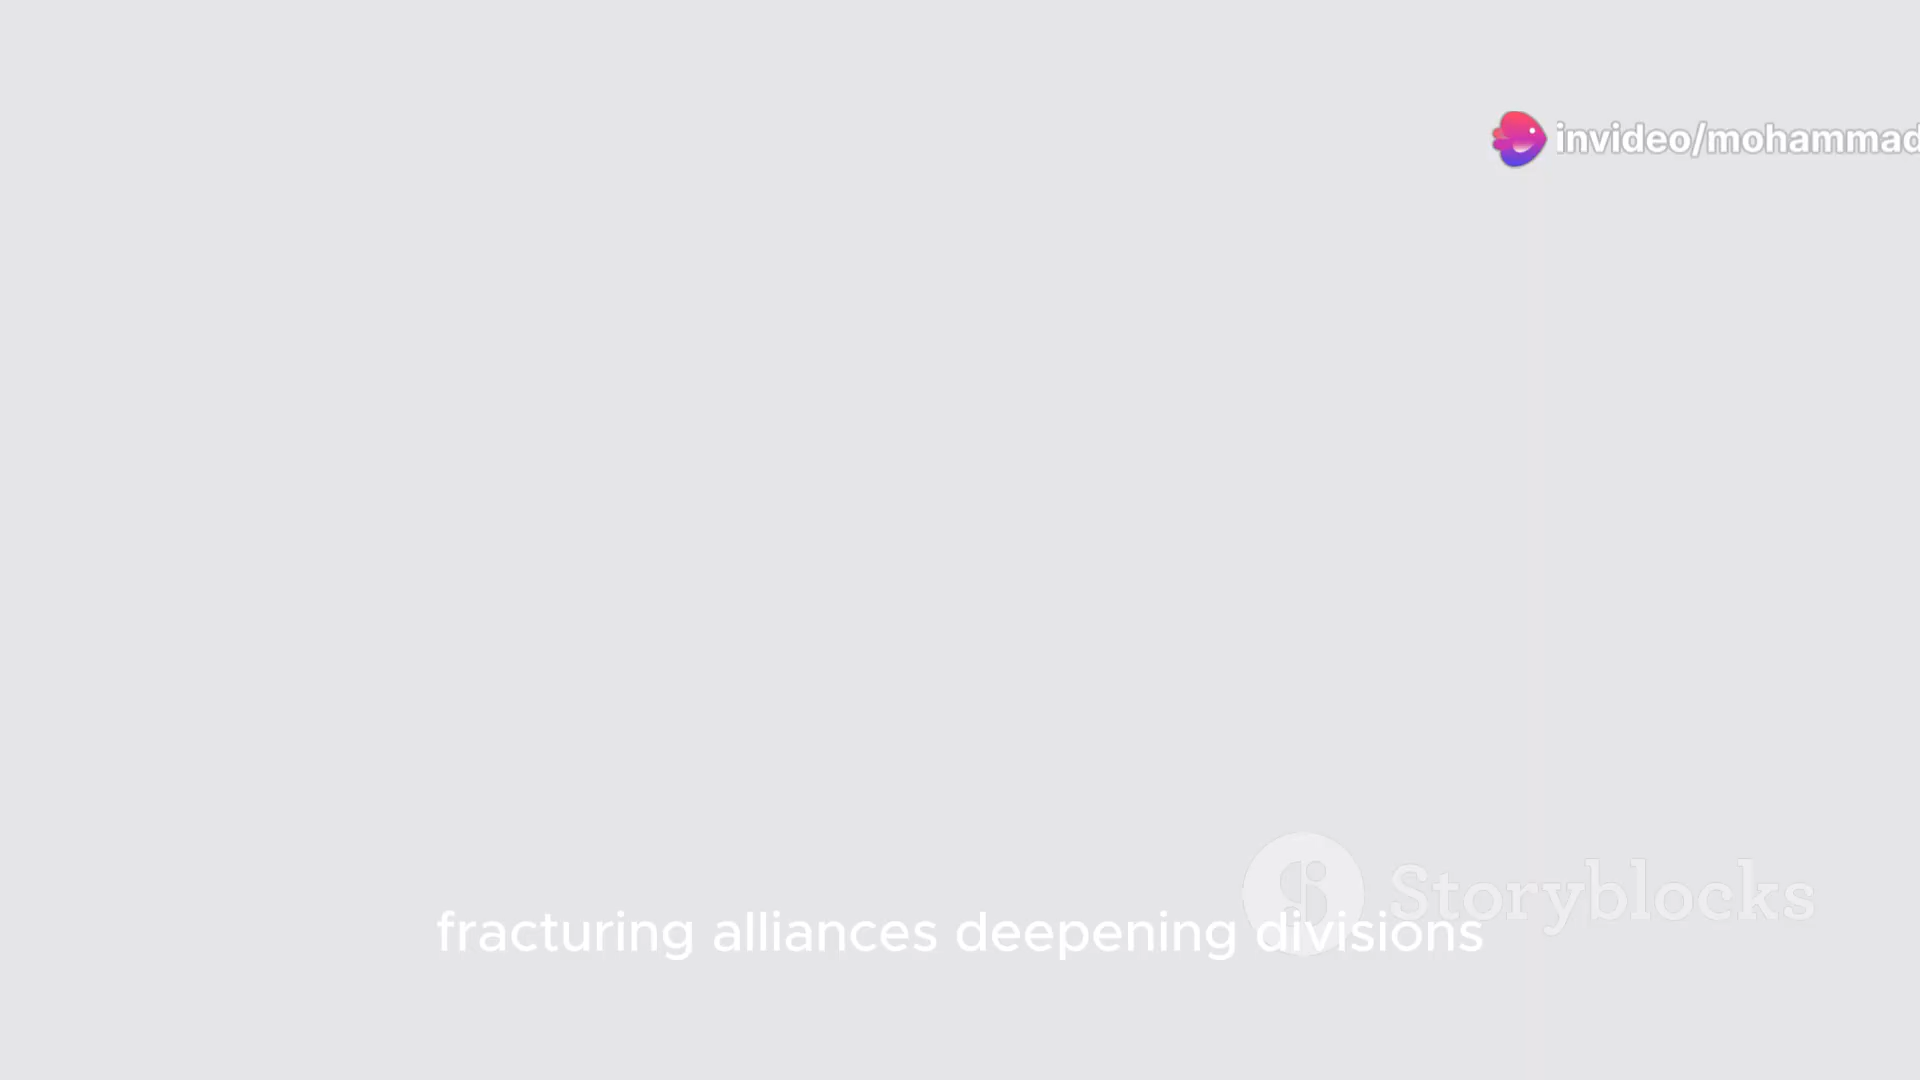 invideo/mohammad
Storyblocks
fracturing alliances deepening divisions